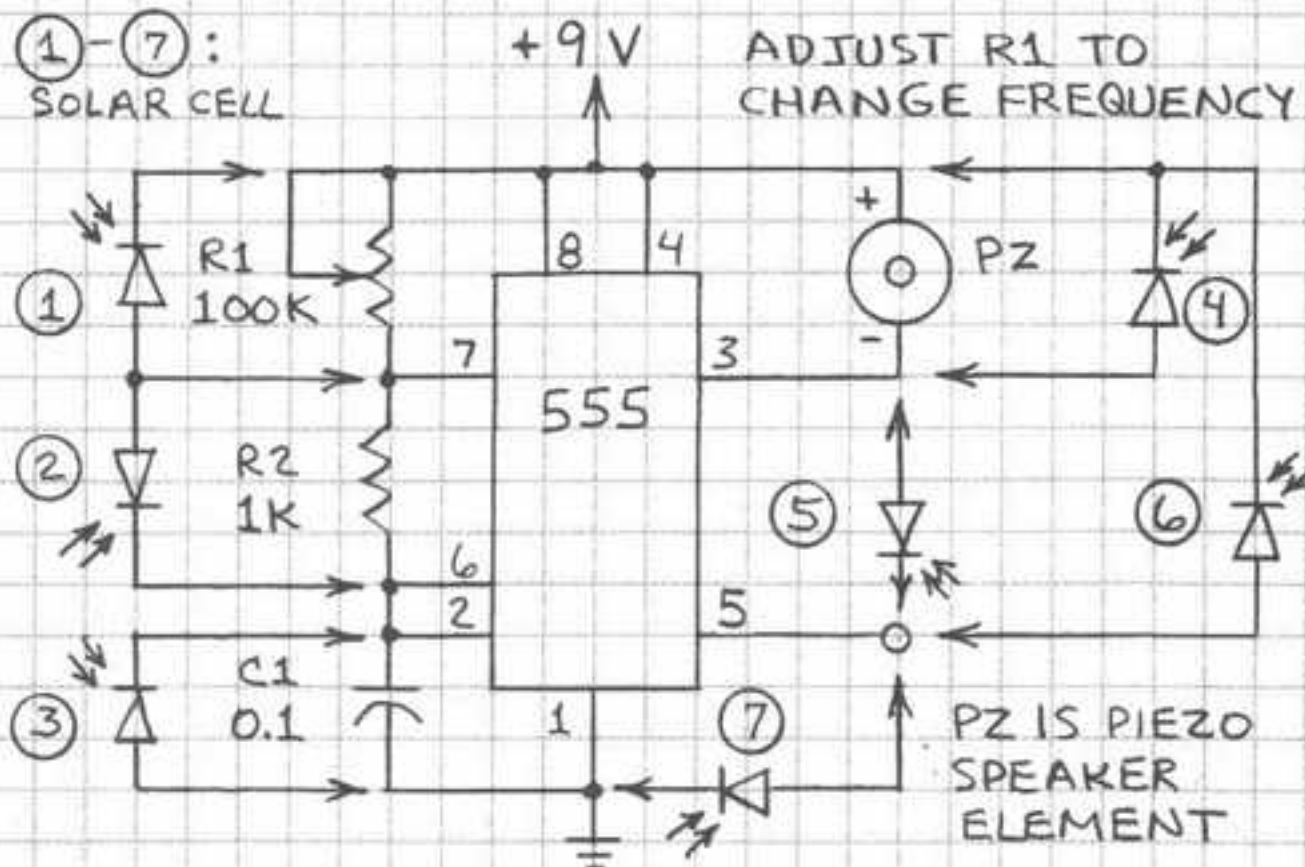 ①-⑦:
SOLAR CELL
+9V
ADJUST R1 TO
CHANGE FREQUENCY
+
8
4
R1
100K
PZ
①
④
-
7
3
555
②
R2
1K
⑤
⑥
6
2
5
③
C1
0.1
1
⑦
PZ IS PIEZO
SPEAKER
ELEMENT